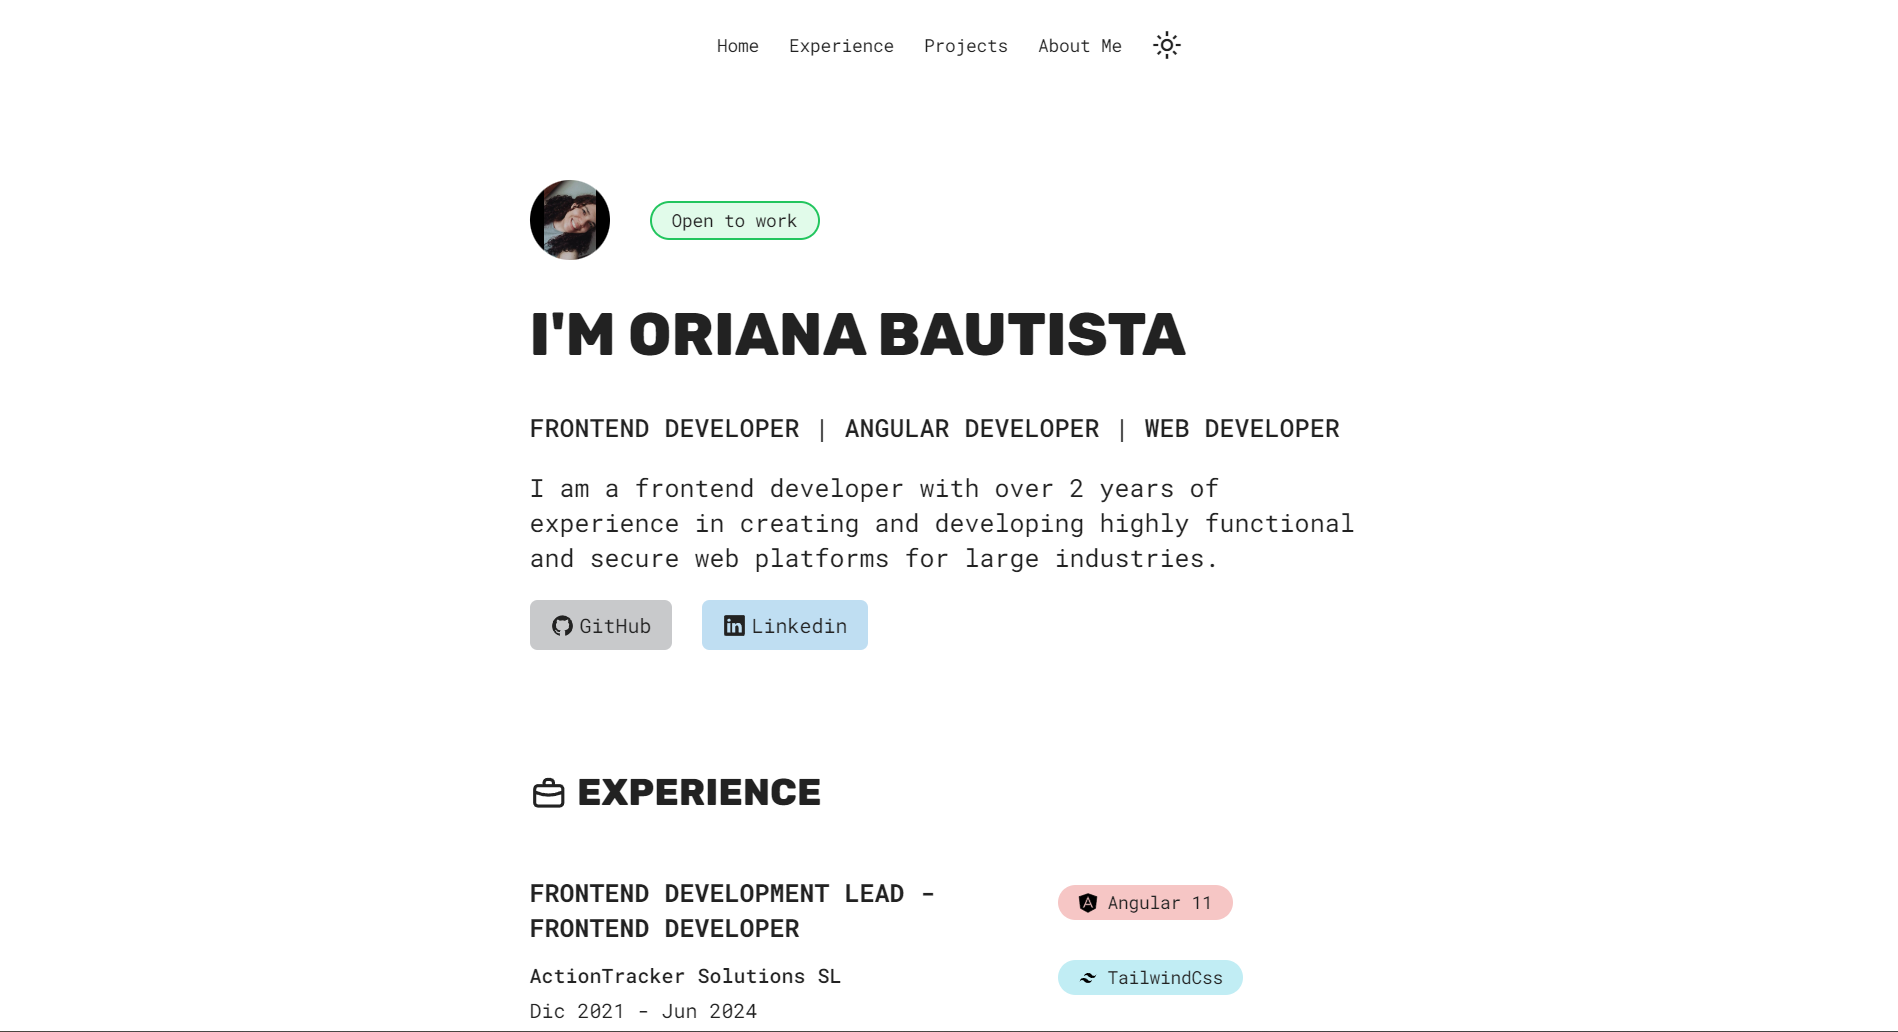 Home Experience Projects About Me
Open to work
I'M ORIANA BAUTISTA
FRONTEND DEVELOPER | ANGULAR DEVELOPER | WEB DEVELOPER
I am a frontend developer with over 2 years of
experience in creating and developing highly functional
and secure web platforms for large industries.
GitHub Linkedin
EXPERIENCE
FRONTEND DEVELOPMENT LEAD -
FRONTEND DEVELOPER
ActionTracker Solutions SL
Dic 2021 - Jun 2024
Angular 11
TailwindCss